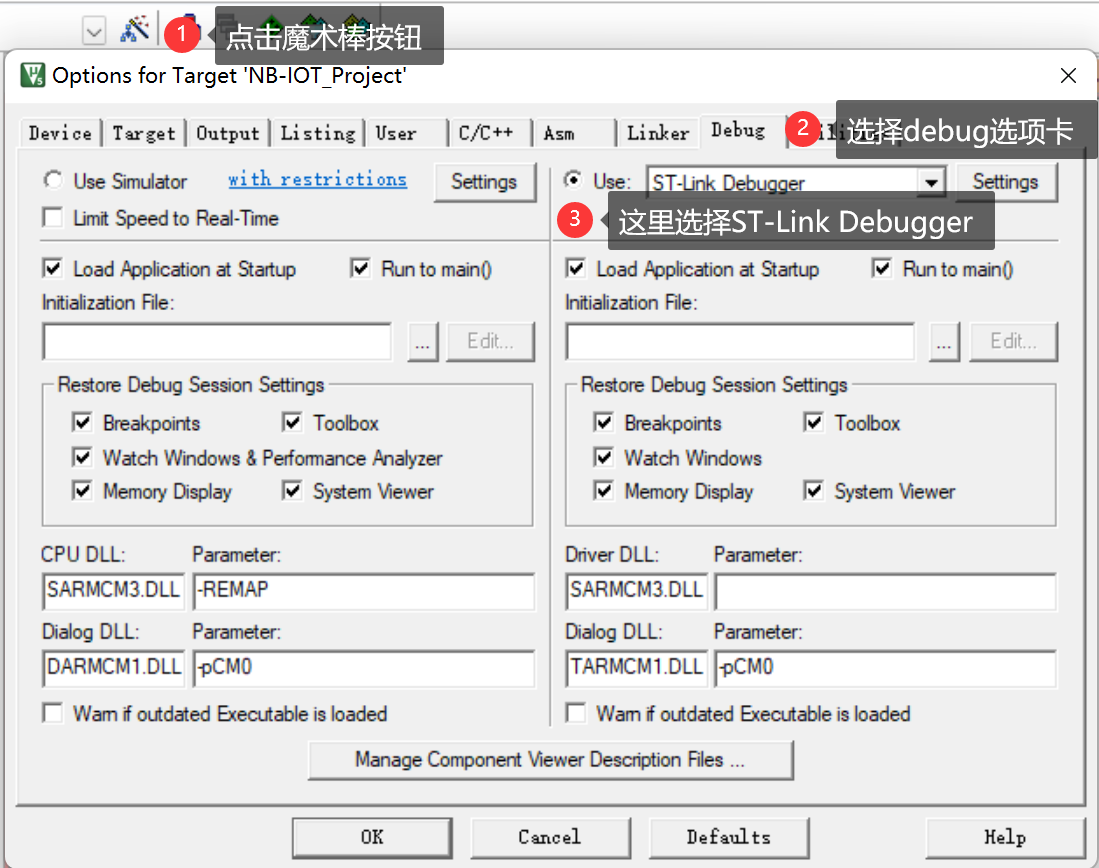 1 点击魔术棒按钮
Options for Target 'NB-IOT_Project'
Device Target Output Listing User C/C++ Asm Linker Debug
2 选择debug选项卡
Use Simulator with restrictions Settings
Use: ST-Link Debugger Settings
Limit Speed to Real-Time
3 这里选择ST-Link Debugger
Load Application at Startup Run to main()
Initialization File:
... Edit...
Load Application at Startup Run to main()
Initialization File:
... Edit...
Restore Debug Session Settings
Breakpoints Toolbox
Watch Windows & Performance Analyzer
Memory Display System Viewer
Restore Debug Session Settings
Breakpoints Toolbox
Watch Windows
Memory Display System Viewer
CPU DLL: Parameter:
SARMCM3.DLL -REMAP
Dialog DLL: Parameter:
DARMCM1.DLL -pCM0
Warn if outdated Executable is loaded
Driver DLL: Parameter:
SARMCM3.DLL
Dialog DLL: Parameter:
TARMCM1.DLL -pCM0
Warn if outdated Executable is loaded
Manage Component Viewer Description Files ...
OK Cancel Defaults Help